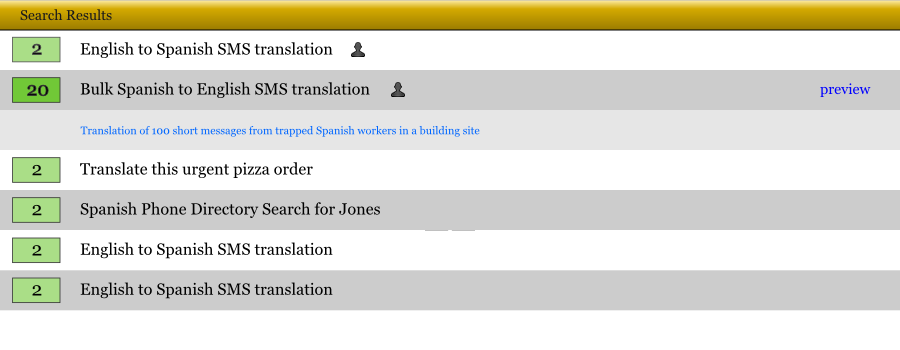 Search Results
2 English to Spanish SMS translation
20 Bulk Spanish to English SMS translation preview
Translation of 100 short messages from trapped Spanish workers in a building site
2 Translate this urgent pizza order
2 Spanish Phone Directory Search for Jones
2 English to Spanish SMS translation
2 English to Spanish SMS translation